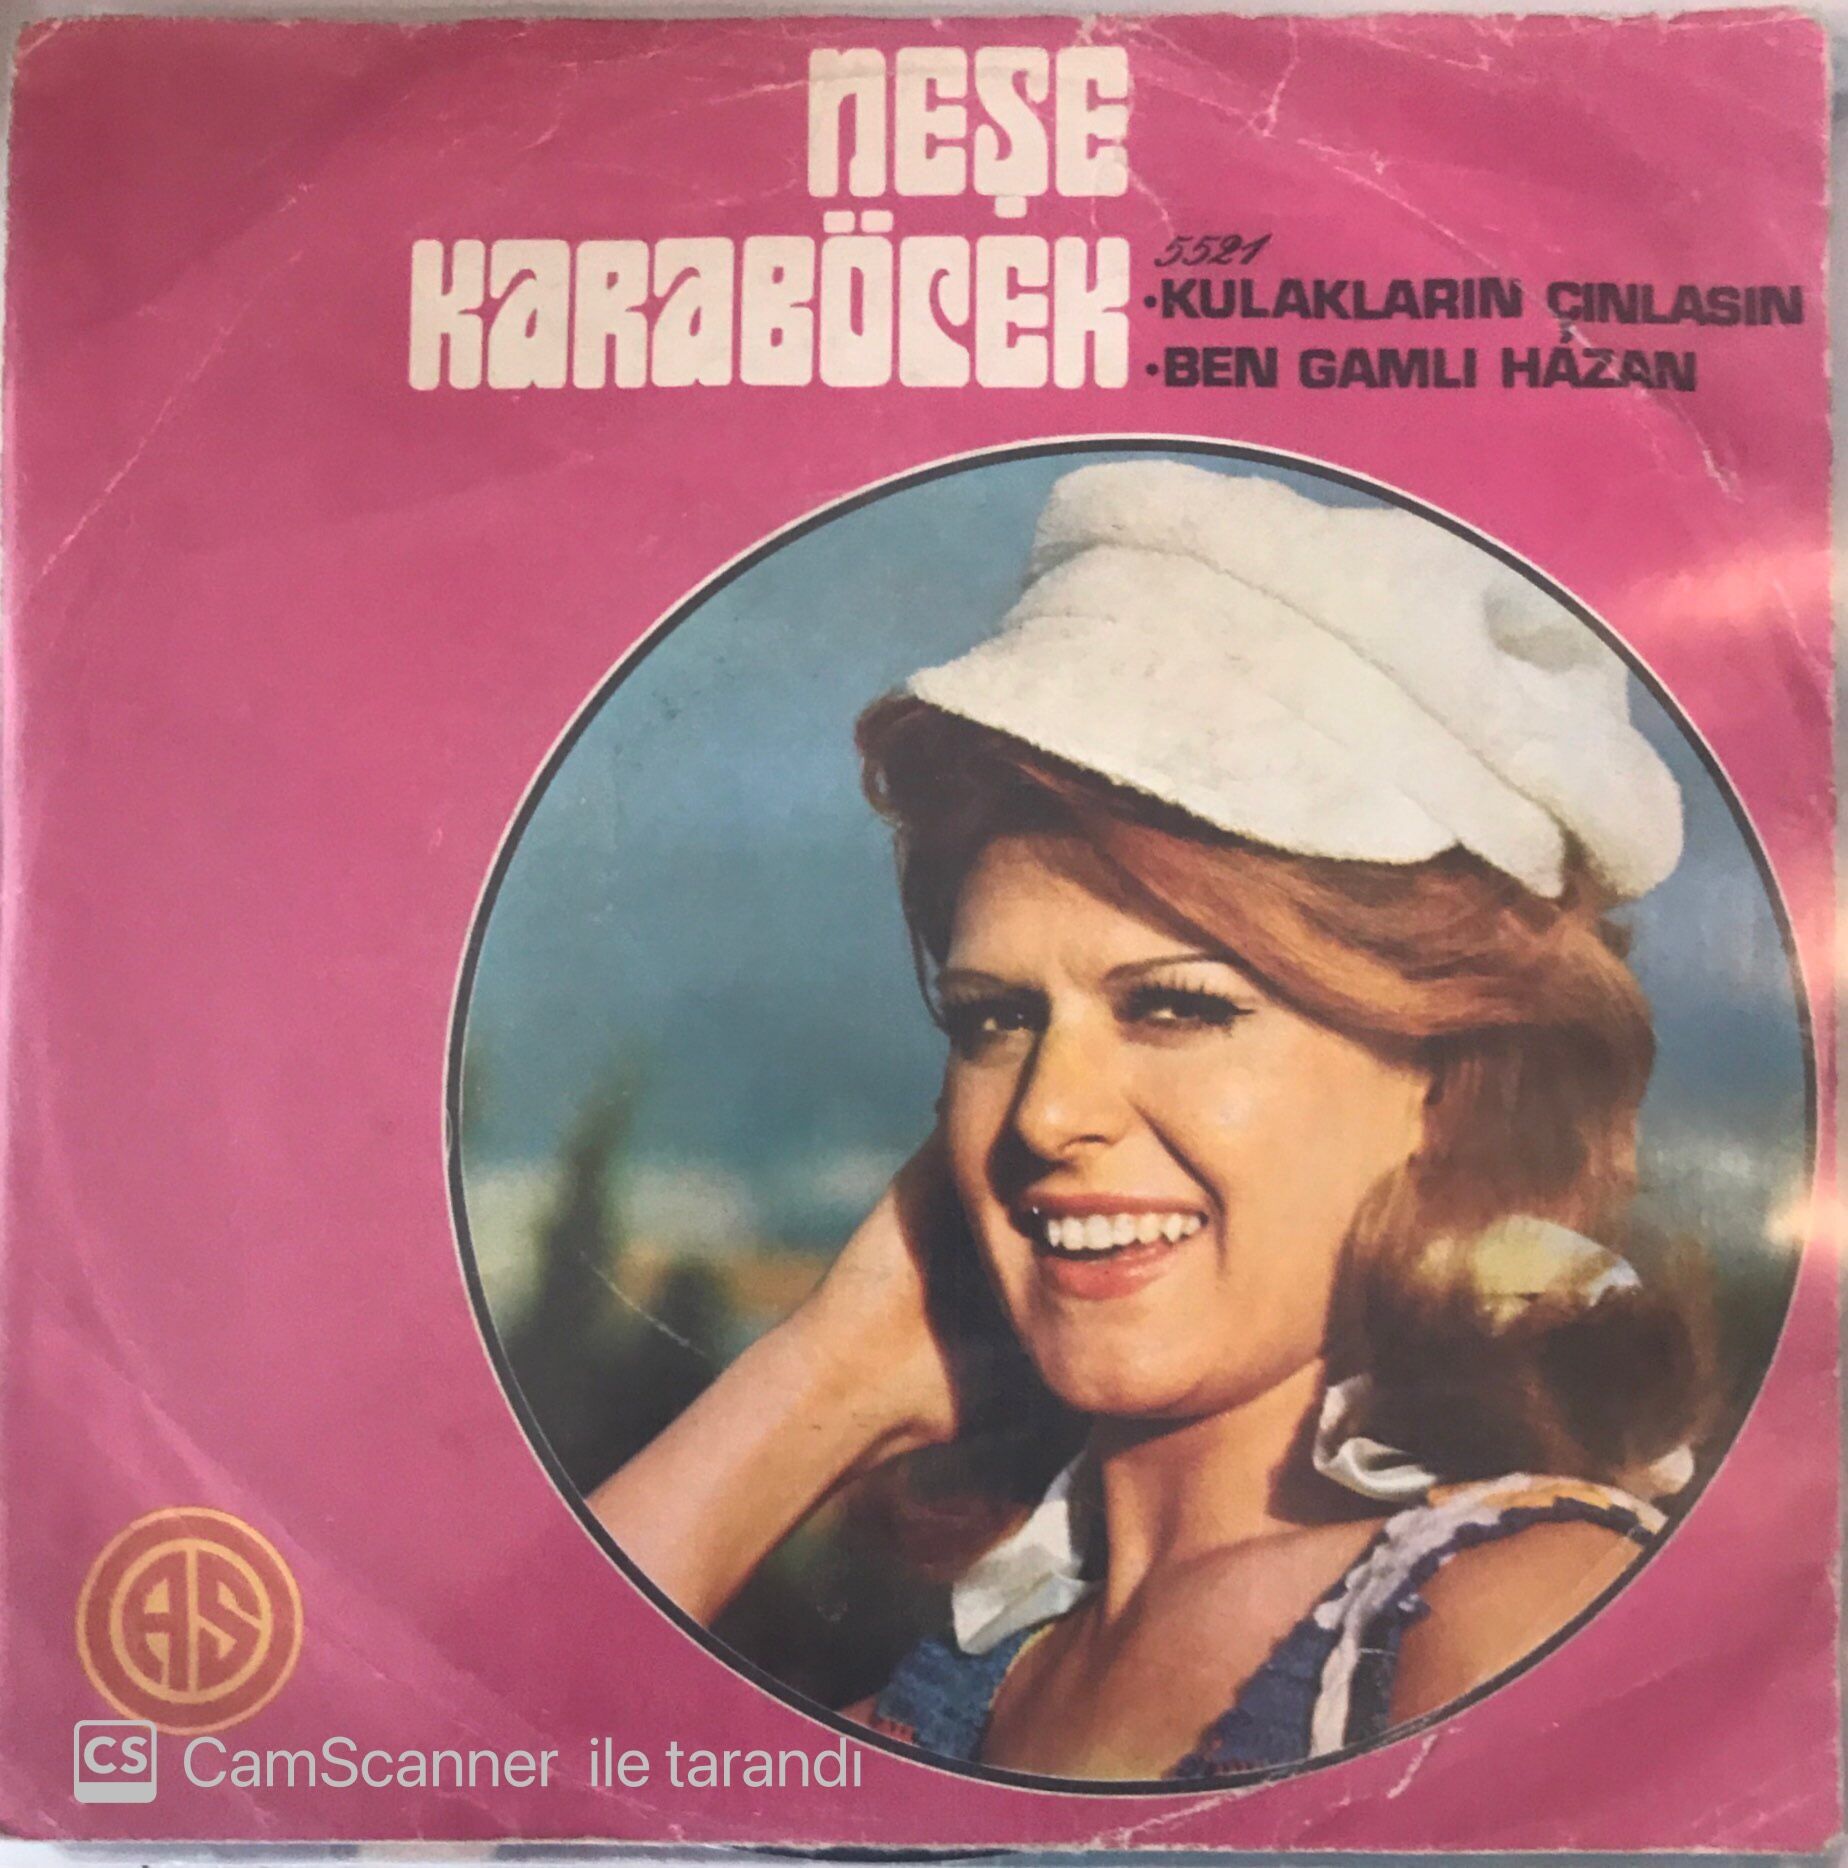 NEŞE
KARABÖCEK
5521
•KULAKLARIN ÇINLASIN
•BEN GAMLI HAZAN
AS
CS CamScanner ile tarandı